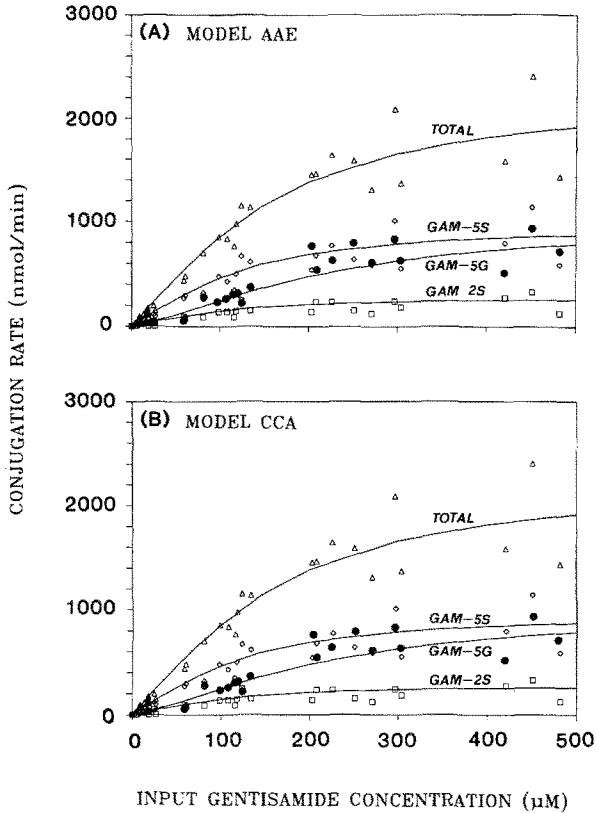 3000
(A) MODEL AAE
2000
TOTAL
1000
GAM-5S
GAM-5G
GAM 2S
0
CONJUGATION RATE (nmol/min)
3000
(B) MODEL CCA
2000
TOTAL
1000
GAM-5S
GAM-5G
GAM-2S
0
0 100 200 300 400 500
INPUT GENTISAMIDE CONCENTRATION (µM)